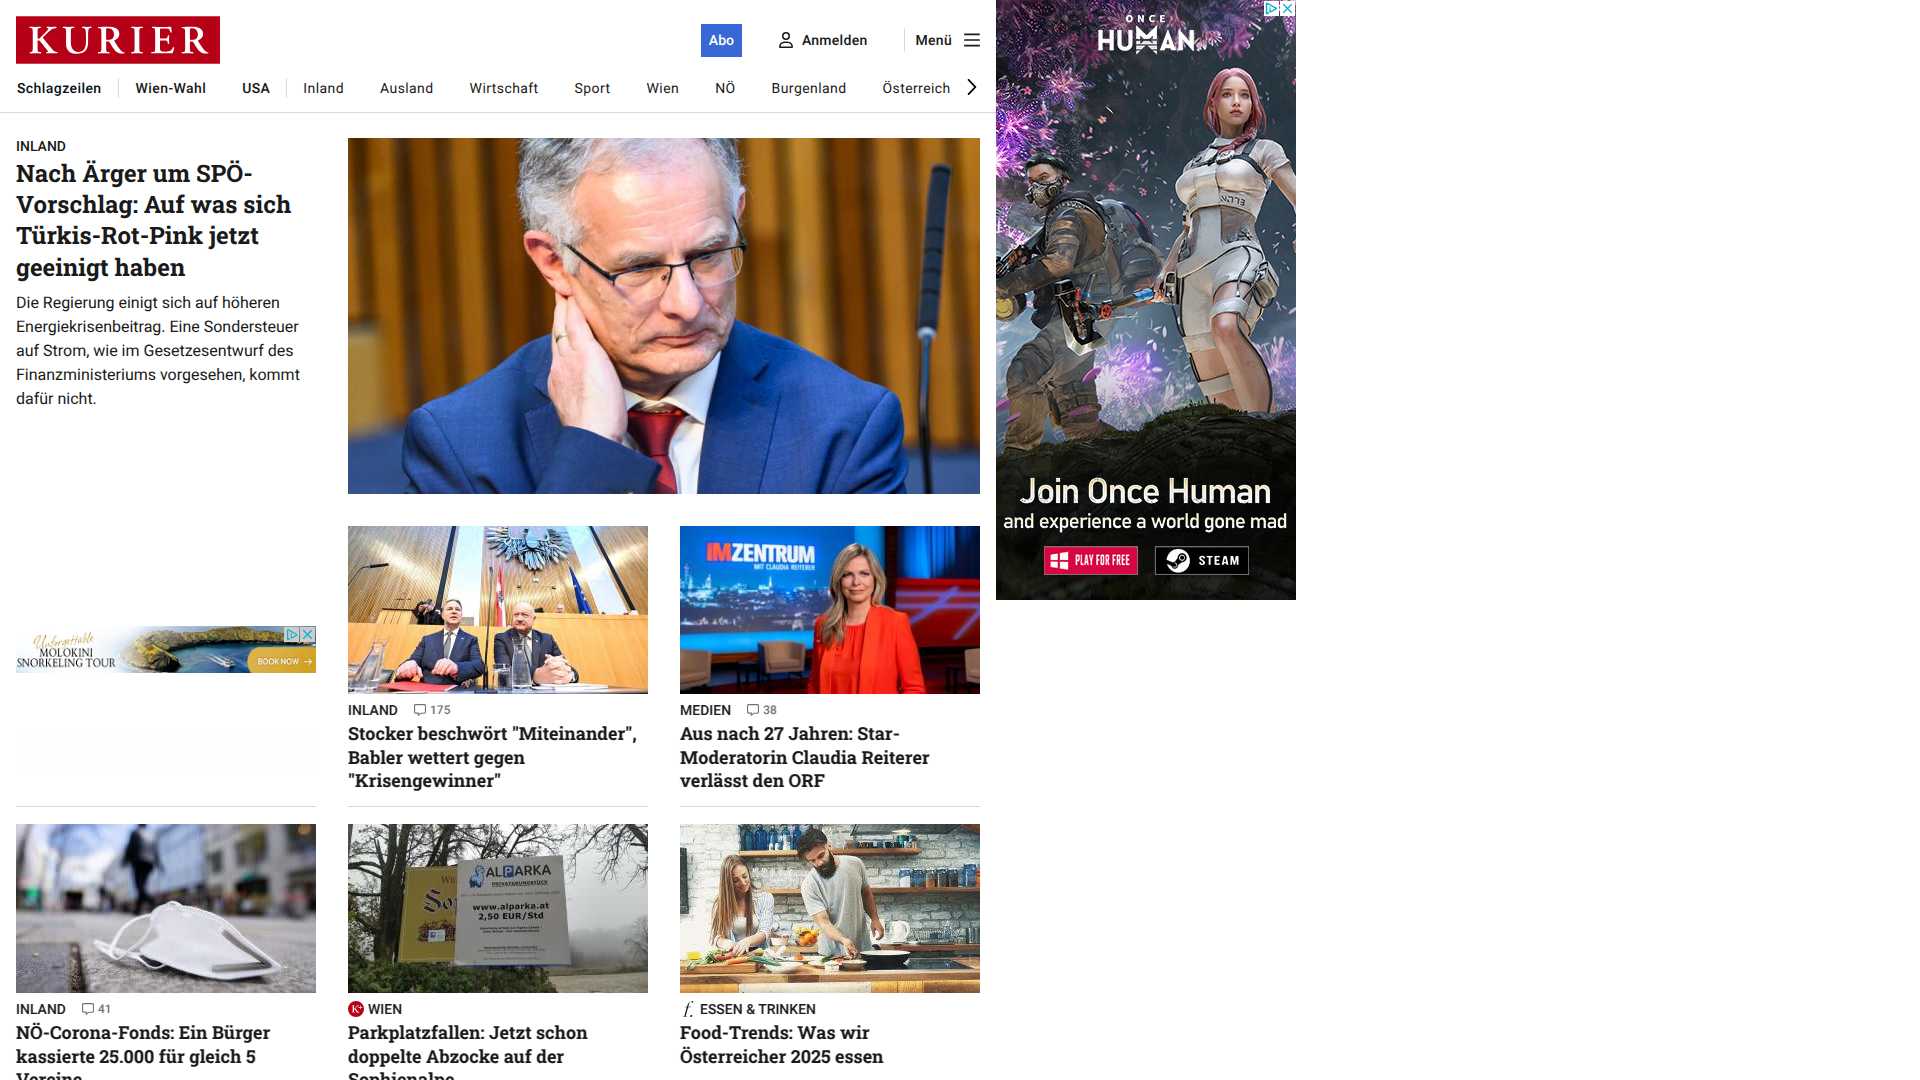 KURIER
Abo
Anmelden
Menü
Schlagzeilen
Wien-Wahl
USA
Inland
Ausland
Wirtschaft
Sport
Wien
NÖ
Burgenland
Österreich
INLAND
Nach Ärger um SPÖ-
Vorschlag: Auf was sich
Türkis-Rot-Pink jetzt
geeinigt haben
Die Regierung einigt sich auf höheren
Energiekrisenbeitrag. Eine Sondersteuer
auf Strom, wie im Gesetzesentwurf des
Finanzministeriums vorgesehen, kommt
dafür nicht.
ONCE
HUMAN
Join Once Human
and experience a world gone mad
PLAY FOR FREE
STEAM
Unforgettable
MOLOKINI
SNORKELING TOUR
BOOK NOW →
INLAND
175
Stocker beschwört "Miteinander",
Babler wettert gegen
"Krisengewinner"
IMZENTRUM
MIT CLAUDIA REITERER
MEDIEN
38
Aus nach 27 Jahren: Star-
Moderatorin Claudia Reiterer
verlässt den ORF
INLAND
41
NÖ-Corona-Fonds: Ein Bürger
kassierte 25.000 für gleich 5
Vereine
ALPARKA
www.alparka.at
2,50 EUR/Std
K+
WIEN
Parkplatzfallen: Jetzt schon
doppelte Abzocke auf der
Sophienalpe
f.
ESSEN & TRINKEN
Food-Trends: Was wir
Österreicher 2025 essen